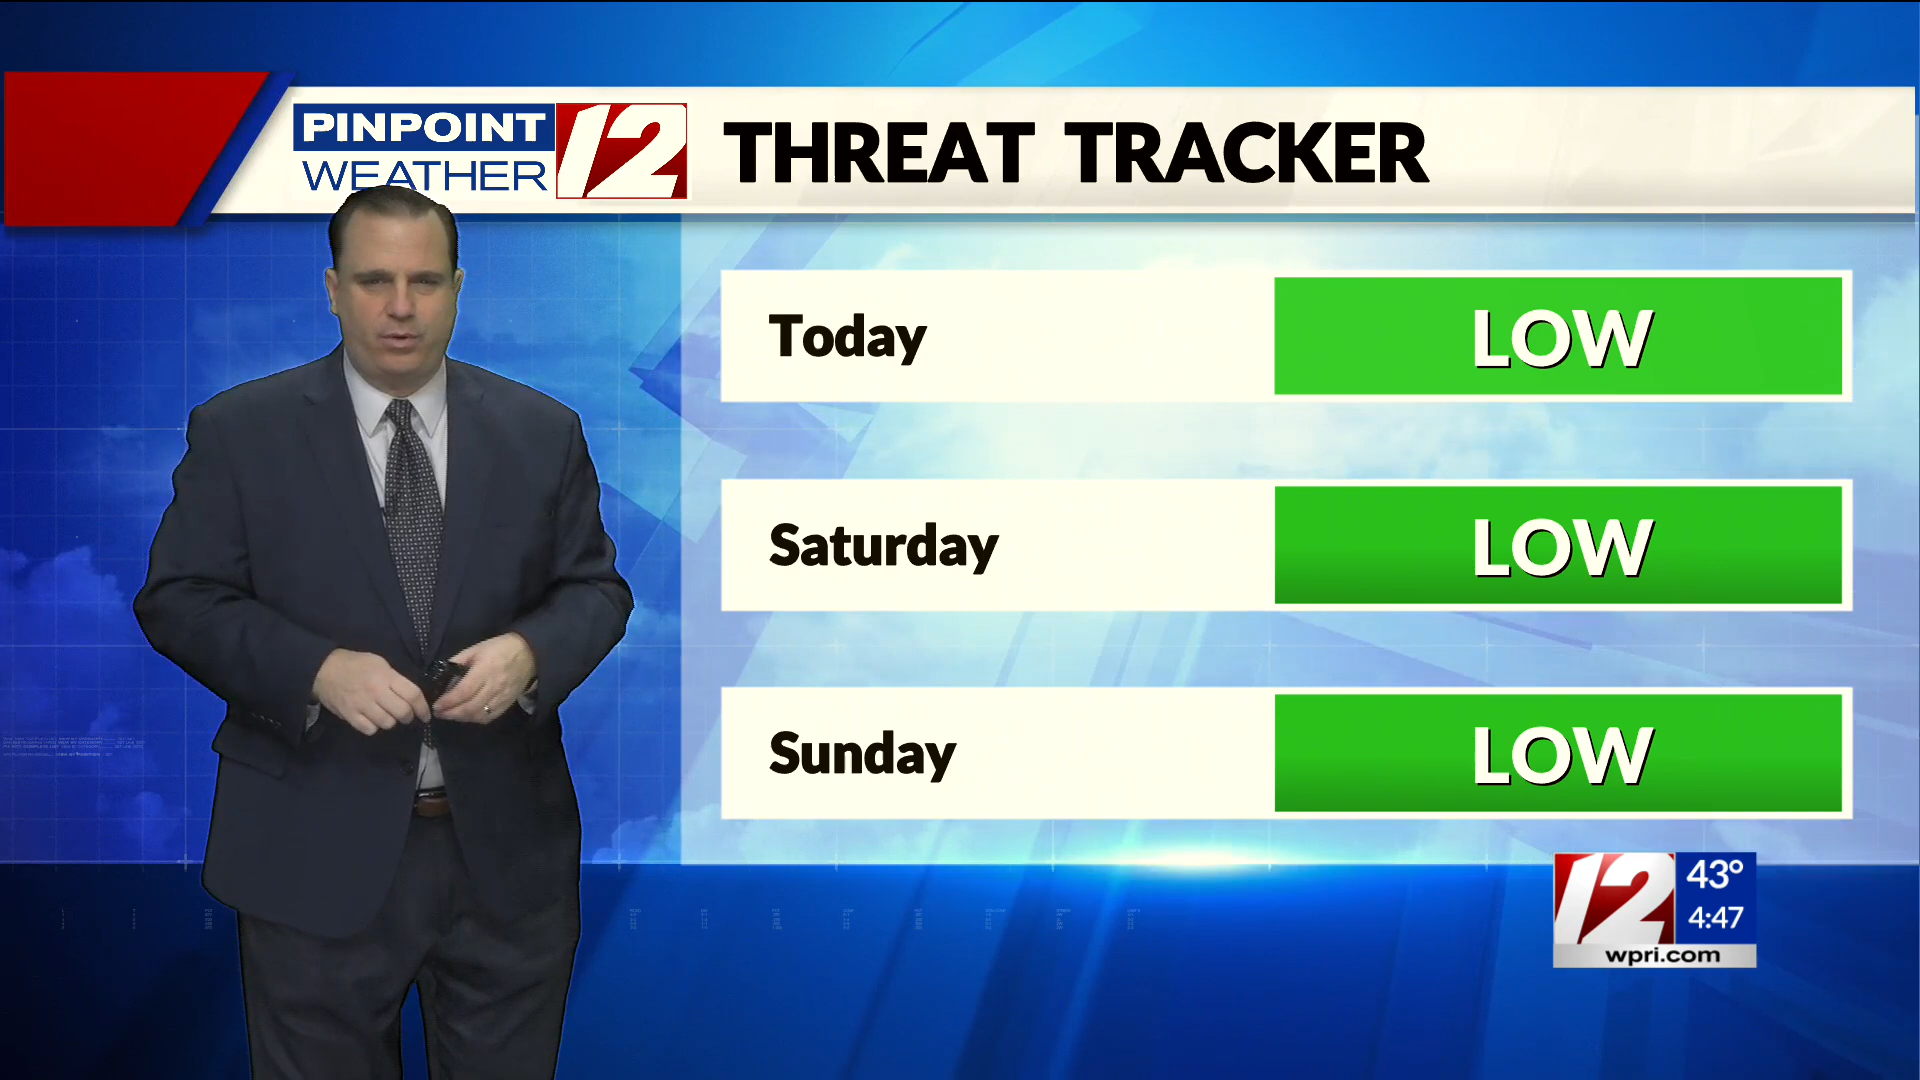 PINPOINT
WEATHER
12
THREAT TRACKER
Today
LOW
Saturday
LOW
Sunday
LOW
12
43°
4:47
wpri.com